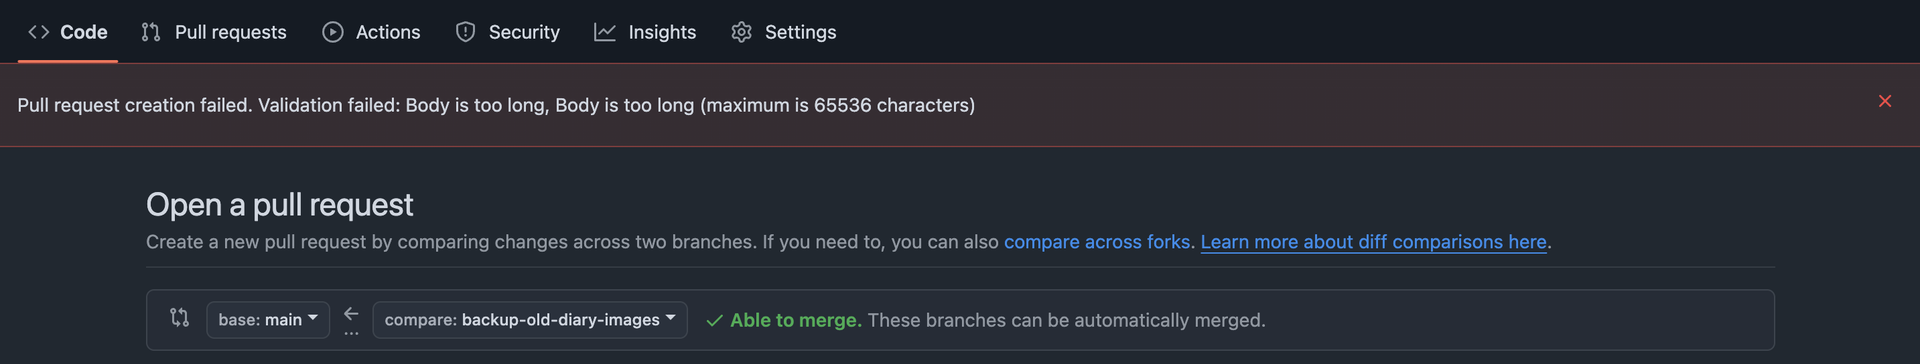 Code Pull requests Actions Security Insights Settings
Pull request creation failed. Validation failed: Body is too long, Body is too long (maximum is 65536 characters)
Open a pull request
Create a new pull request by comparing changes across two branches. If you need to, you can also compare across forks. Learn more about diff comparisons here.
base: main ... compare: backup-old-diary-images Able to merge. These branches can be automatically merged.